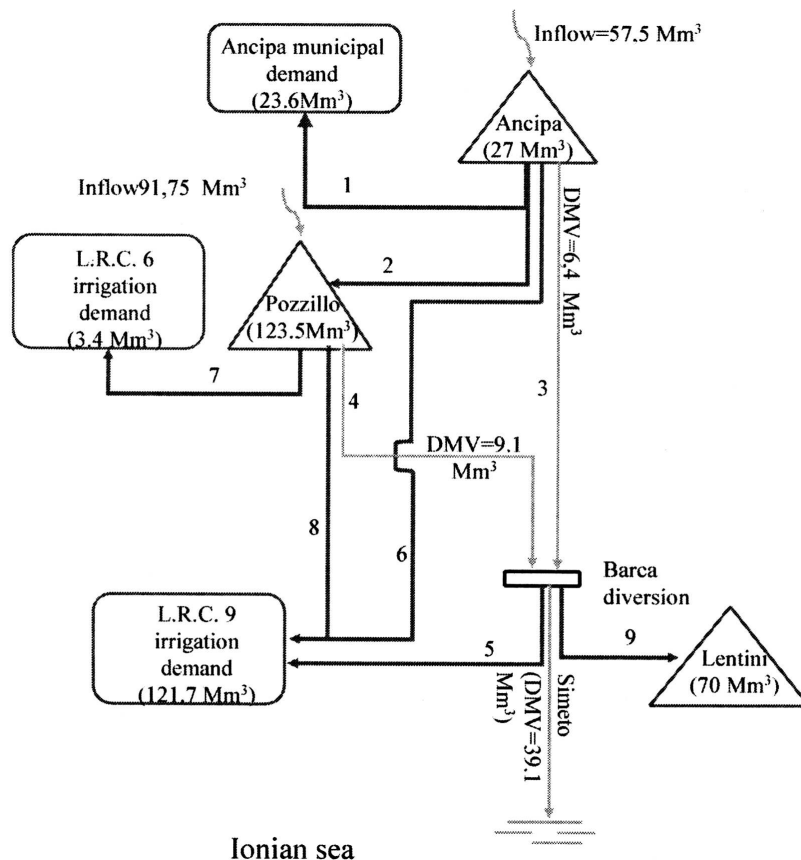 Inflow=57,5 Mm³
Ancipa municipal
demand
(23.6Mm³)
Ancipa
(27 Mm³)
1
Inflow91,75 Mm³
DMV=6,4 Mm³
L.R.C. 6
irrigation
demand
(3.4 Mm³)
2
Pozzillo
(123.5Mm³)
7
4
3
DMV=9.1
Mm³
8
6
Barca
diversion
L.R.C. 9
irrigation
demand
(121.7 Mm³)
5
9
Lentini
(70 Mm³)
Simeto
(DMV=39.1
Mm³)
Ionian sea